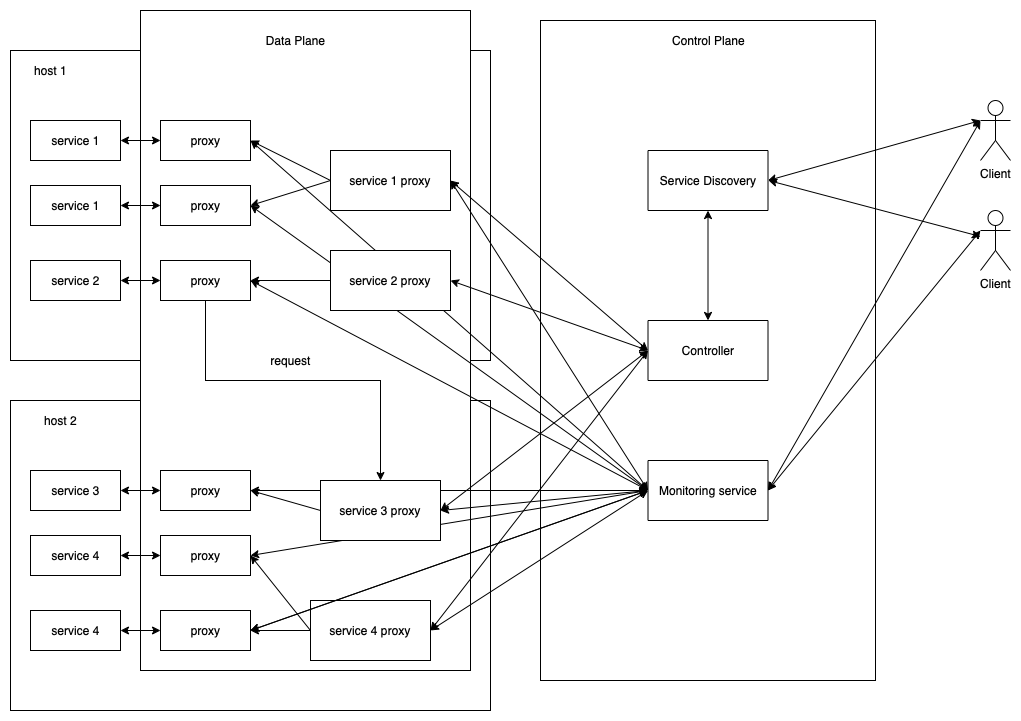 Data Plane
Control Plane
host 1
service 1
proxy
service 1 proxy
Service Discovery
Client
service 1
proxy
service 2
proxy
service 2 proxy
Client
request
Controller
host 2
service 3
proxy
service 3 proxy
Monitoring service
service 4
proxy
service 4
proxy
service 4 proxy